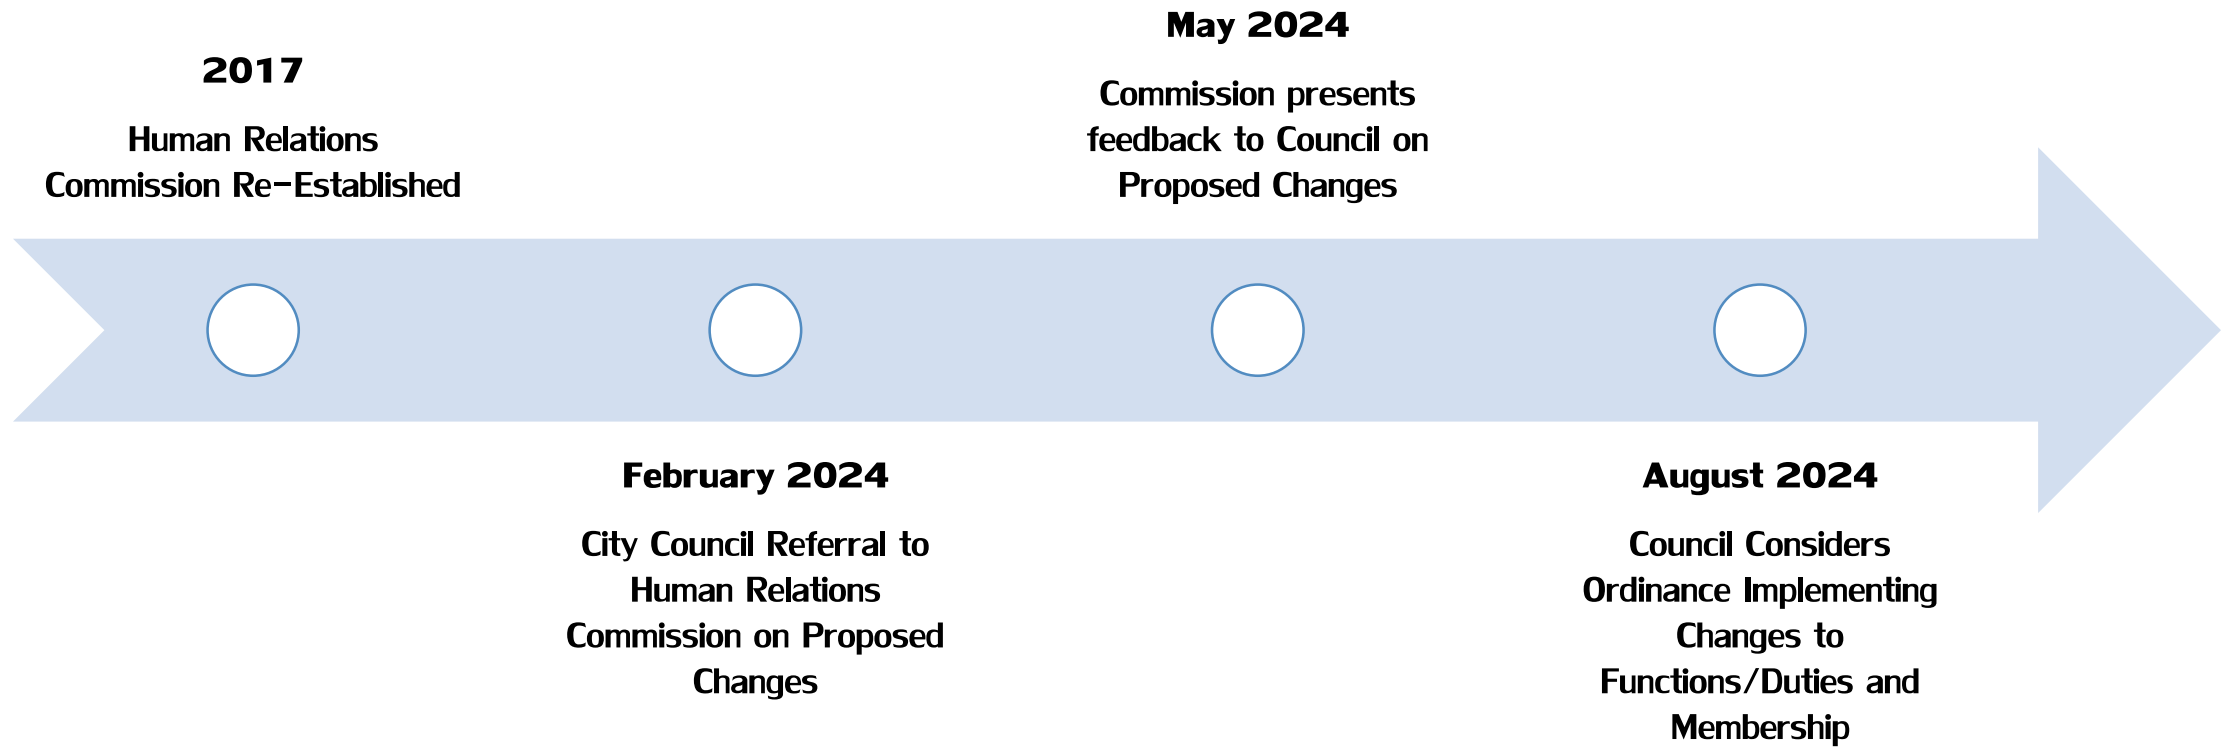 2017
Human Relations
Commission Re-Established
February 2024
City Council Referral to
Human Relations
Commission on Proposed
Changes
May 2024
Commission presents
feedback to Council on
Proposed Changes
August 2024
Council Considers
Ordinance Implementing
Changes to
Functions/Duties and
Membership